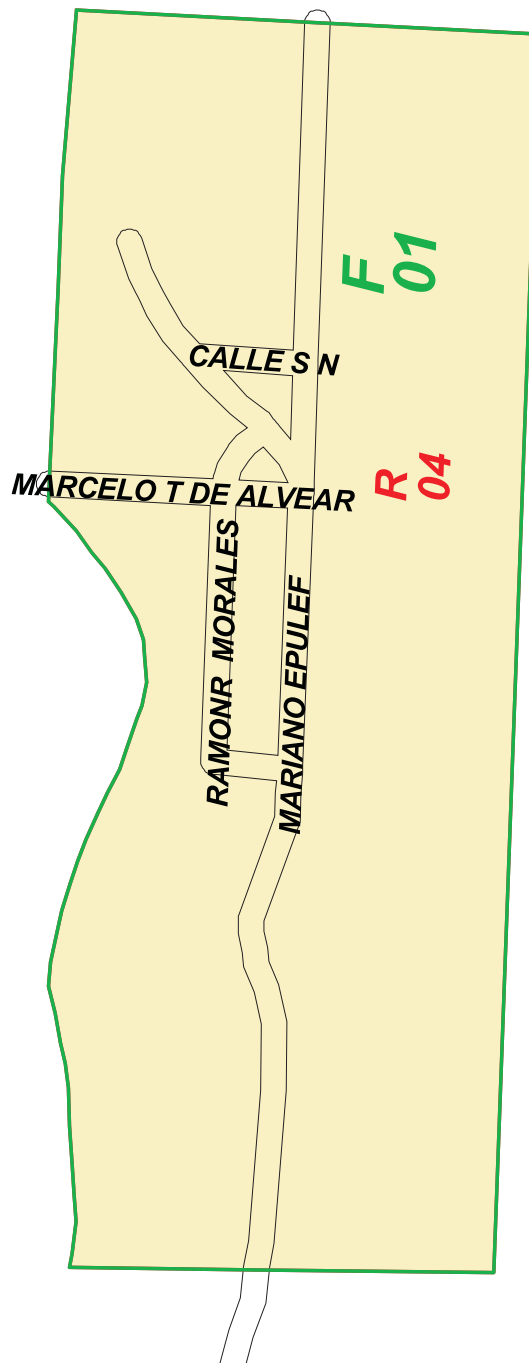 F
01
CALLE S N
R
04
MARCELO T DE ALVEAR
RAMONR MORALES
MARIANO EPULEF